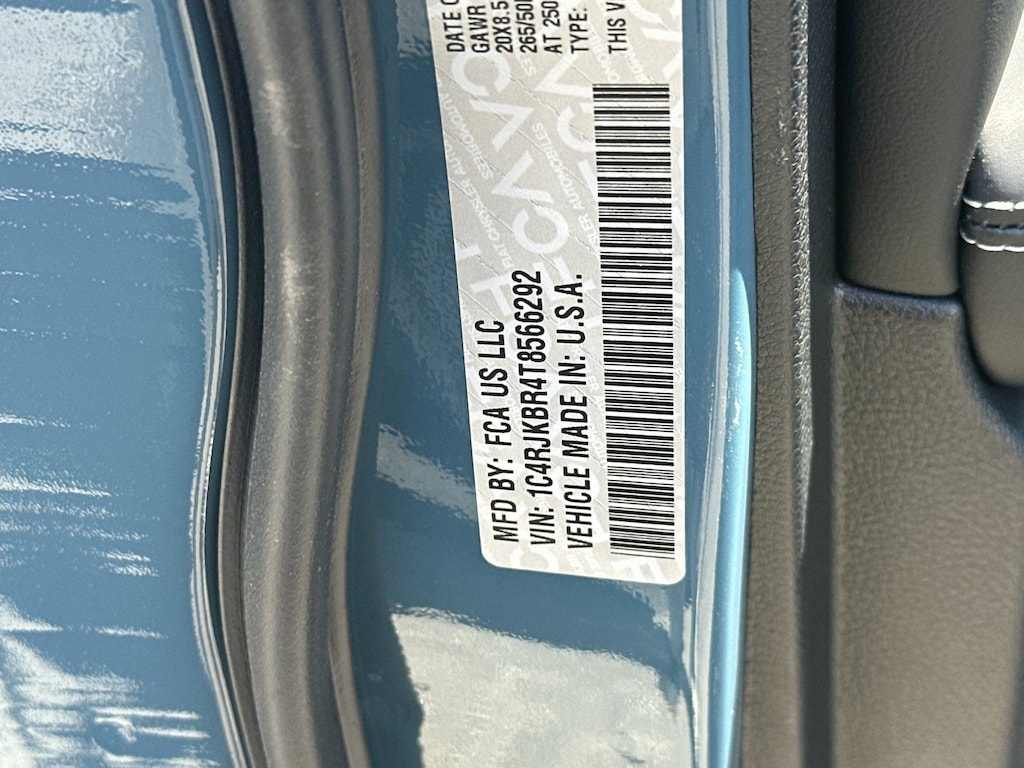 DATE O
GAWR
20X8.5
265/50
AT 250
TYPE:
THIS V
MFD BY: FCA US LLC
VIN: 1C4RJKBR4T8566292
VEHICLE MADE IN: U.S.A.